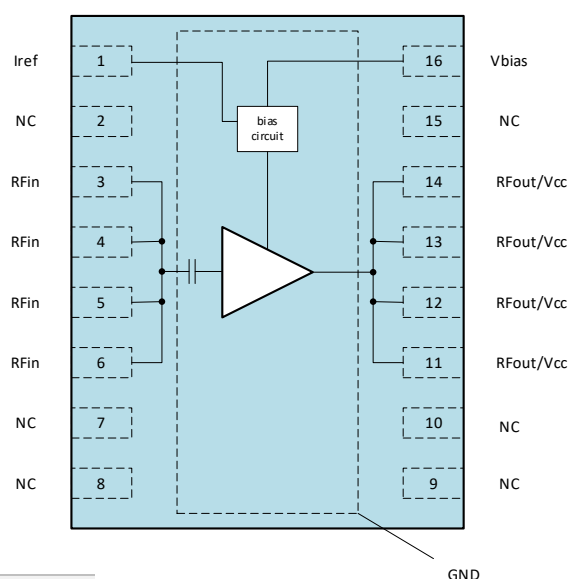 Iref 1 16 Vbias
NC 2 bias 15 NC
circuit
RFin 3 14 RFout/Vcc
RFin 4 13 RFout/Vcc
RFin 5 12 RFout/Vcc
RFin 6 11 RFout/Vcc
NC 7 10 NC
NC 8 9 NC
GND